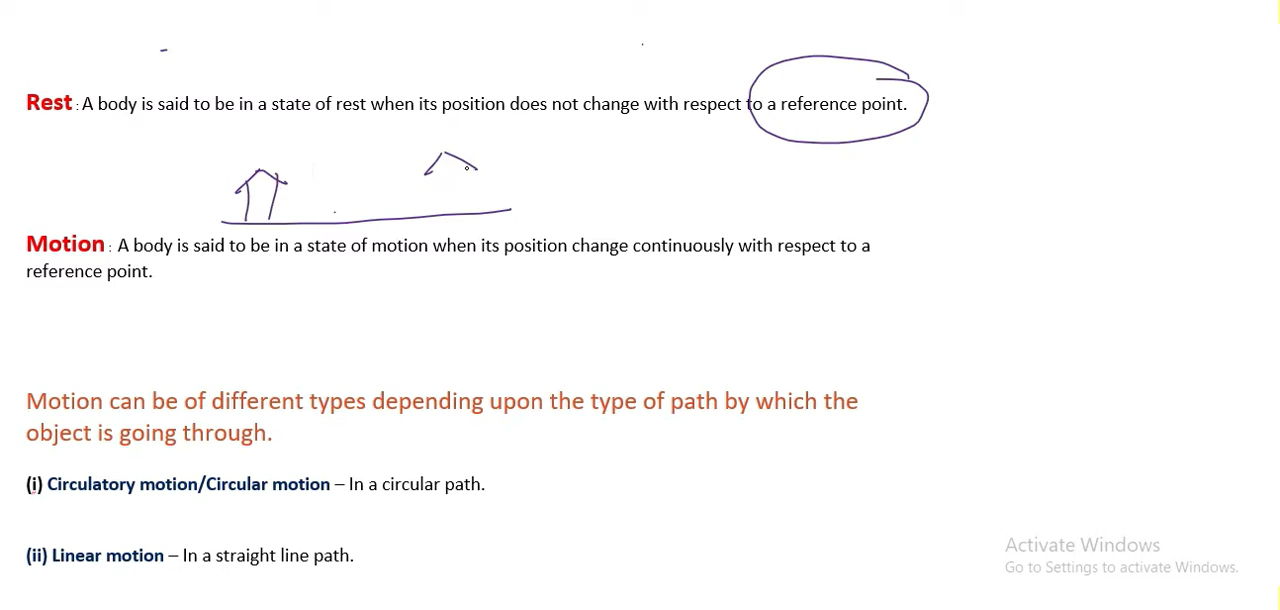 Rest : A body is said to be in a state of rest when its position does not change with respect to a reference point.
Motion : A body is said to be in a state of motion when its position change continuously with respect to a
reference point.
Motion can be of different types depending upon the type of path by which the
object is going through.
(i) Circulatory motion/Circular motion – In a circular path.
(ii) Linear motion – In a straight line path.
Activate Windows
Go to Settings to activate Windows.